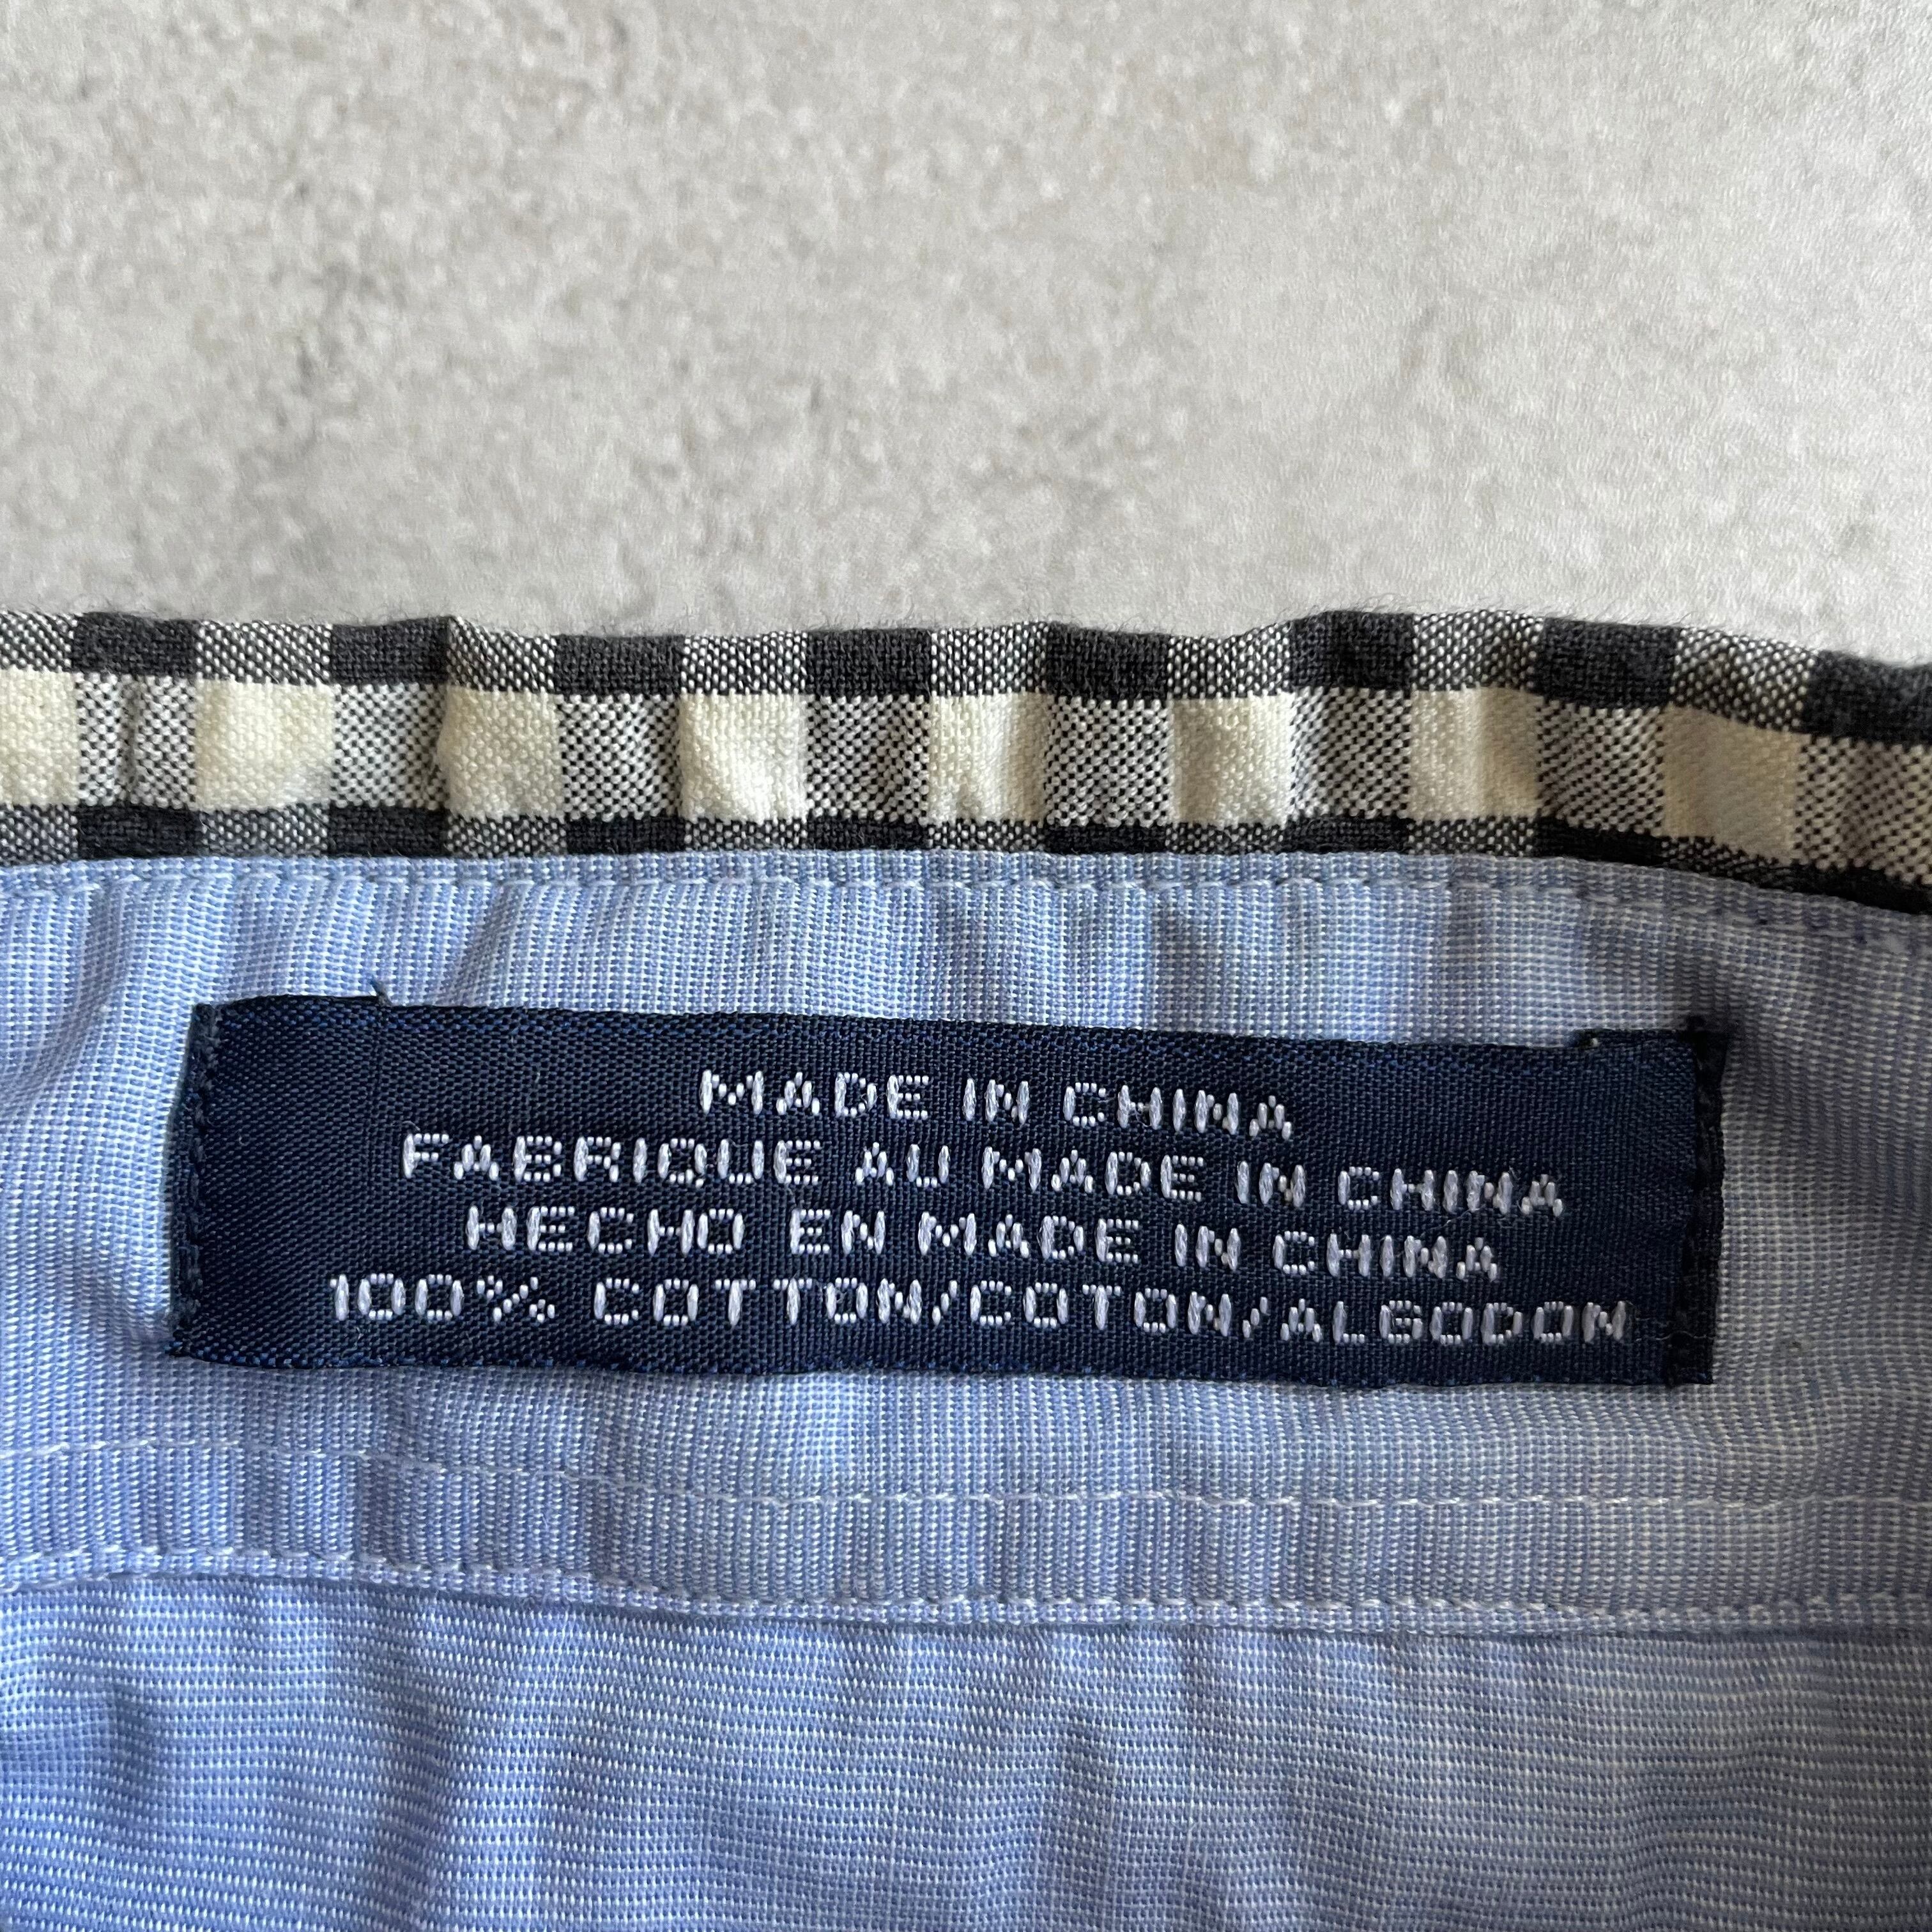 MADE IN CHINA
FABRIQUE AU MADE IN CHINA
HECHO EN MADE IN CHINA
100% COTTON/COTON/ALGODON